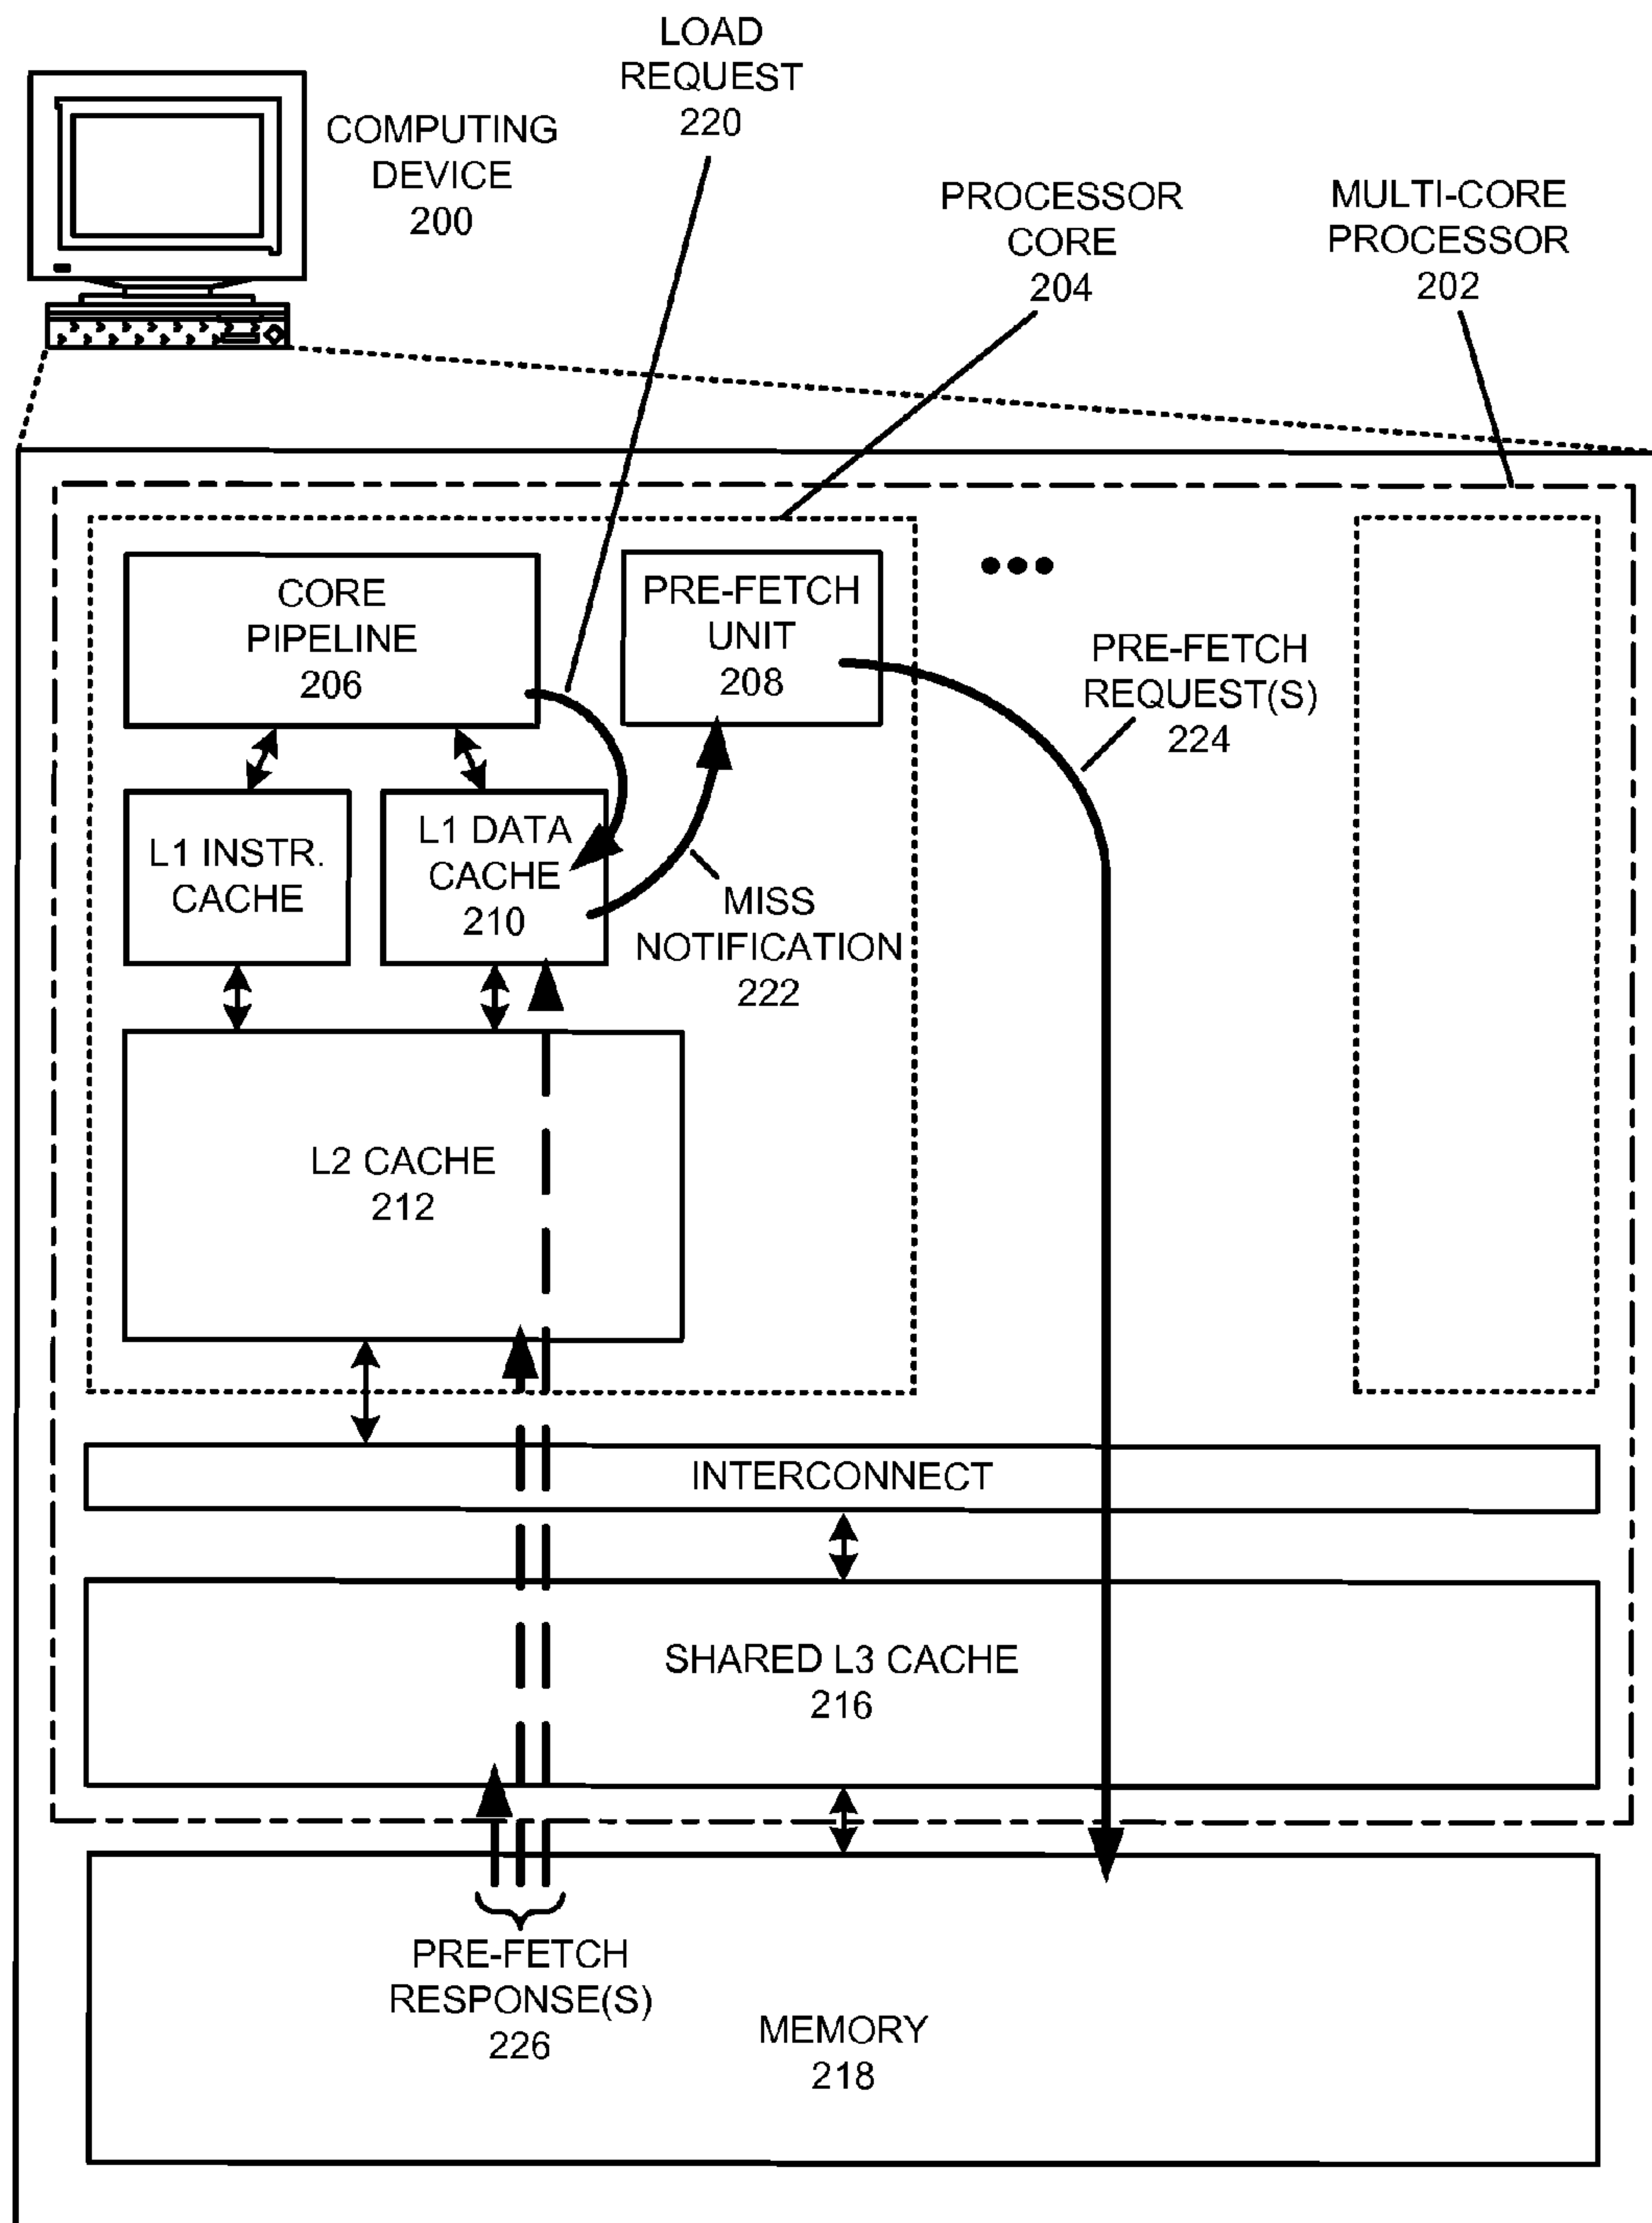 LOAD
REQUEST
220
COMPUTING
DEVICE
200
PROCESSOR
CORE
204
MULTI-CORE
PROCESSOR
202
CORE
PIPELINE
206
PRE-FETCH
UNIT
208
PRE-FETCH
REQUEST(S)
224
L1 INSTR.
CACHE
L1 DATA
CACHE
210
MISS
NOTIFICATION
222
L2 CACHE
212
INTERCONNECT
SHARED L3 CACHE
216
PRE-FETCH
RESPONSE(S)
226
MEMORY
218